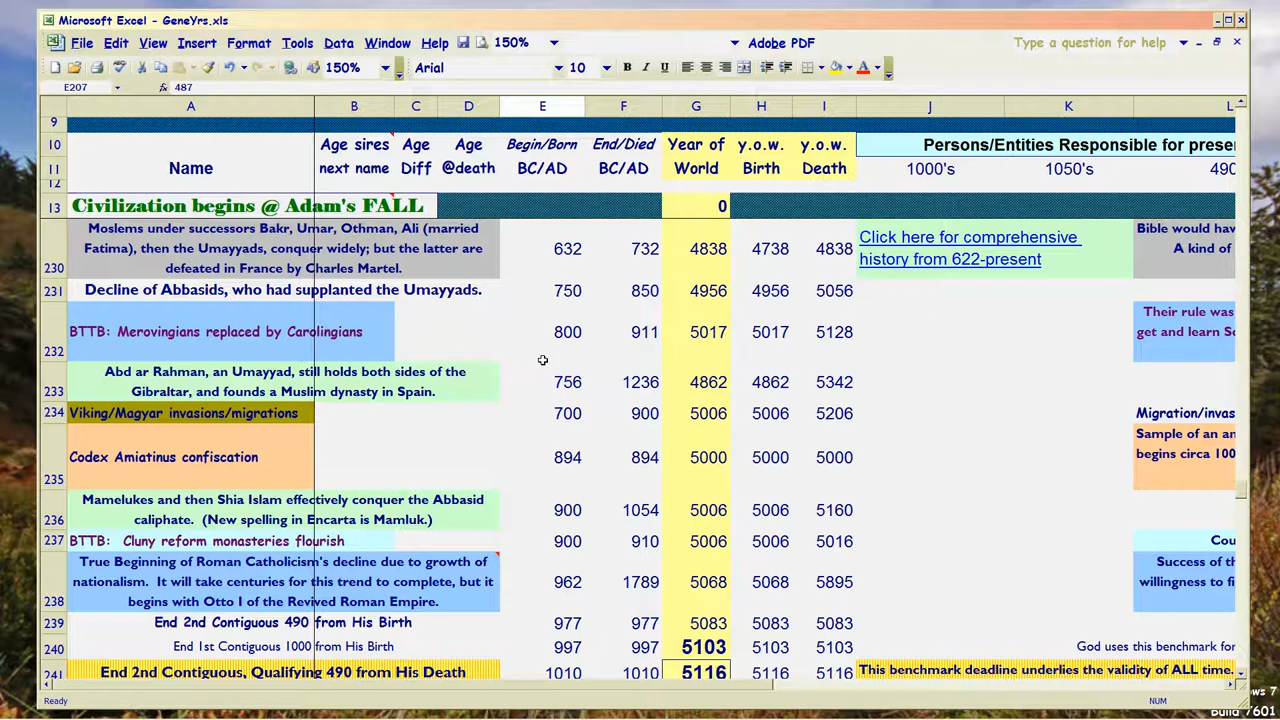 Microsoft Excel - GeneYrs.xls
File Edit View Insert Format Tools Data Window Help 150% Adobe PDF Type a question for help
150% Arial 10 B I U
E207 fx 487
A B C D E F G H I J K L
9
10 Age sires Age Age Begin/Born End/Died Year of y.o.w. y.o.w. Persons/Entities Responsible for preser
11 Name next name Diff @death BC/AD BC/AD World Birth Death 1000's 1050's 490
12
13 Civilization begins @ Adam's FALL 0
Moslems under successors Bakr, Umar, Othman, Ali (married Click here for comprehensive Bible would hav
Fatima), then the Umayyads, conquer widely; but the latter are 632 732 4838 4738 4838 history from 622-present A kind of
230 defeated in France by Charles Martel.
231 Decline of Abbasids, who had supplanted the Umayyads. 750 850 4956 4956 5056
Their rule was
BTTB: Merovingians replaced by Carolingians 800 911 5017 5017 5128 get and learn Sc
232
Abd ar Rahman, an Umayyad, still holds both sides of the
233 Gibraltar, and founds a Muslim dynasty in Spain. 756 1236 4862 4862 5342
234 Viking/Magyar invasions/migrations 700 900 5006 5006 5206 Migration/invas
Sample of an an
Codex Amiatinus confiscation 894 894 5000 5000 5000 begins circa 100
235
Mamelukes and then Shia Islam effectively conquer the Abbasid
236 caliphate. (New spelling in Encarta is Mamluk.) 900 1054 5006 5006 5160
237 BTTB: Cluny reform monasteries flourish 900 910 5006 5006 5016 Cou
True Beginning of Roman Catholicism's decline due to growth of Success of th
nationalism. It will take centuries for this trend to complete, but it 962 1789 5068 5068 5895 willingness to fi
238 begins with Otto I of the Revived Roman Empire.
239 End 2nd Contiguous 490 from His Birth 977 977 5083 5083 5083
240 End 1st Contiguous 1000 from His Birth 997 997 5103 5103 5103 God uses this benchmark for
241 End 2nd Contiguous, Qualifying 490 from His Death 1010 1010 5116 5116 5116 This benchmark deadline underlies the validity of ALL time.
Ready NUM
ws 7
Build 7601